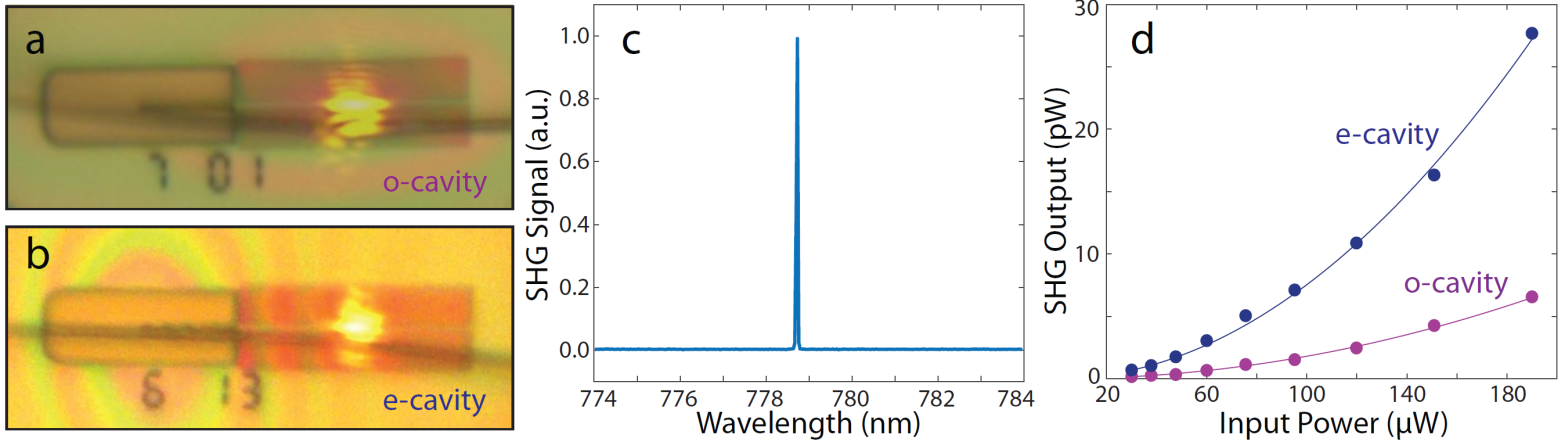 a
7 01
o-cavity
b
6 13
e-cavity
c
SHG Signal (a.u.)
1.0
0.8
0.6
0.4
0.2
0.0
774 776 778 780 782 784
Wavelength (nm)
d
SHG Output (pW)
30
20
10
0
e-cavity
o-cavity
20 60 100 140 180
Input Power (μW)